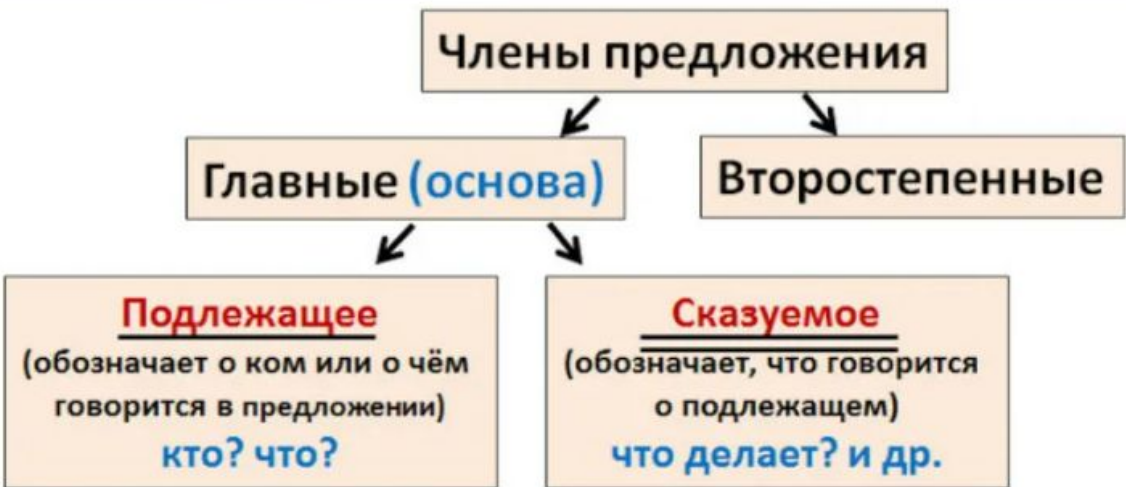 Члены предложения
Главные (основа)
Второстепенные
Подлежащее
(обозначает о ком или о чём
говорится в предложении)
кто? что?
Сказуемое
(обозначает, что говорится
о подлежащем)
что делает? и др.